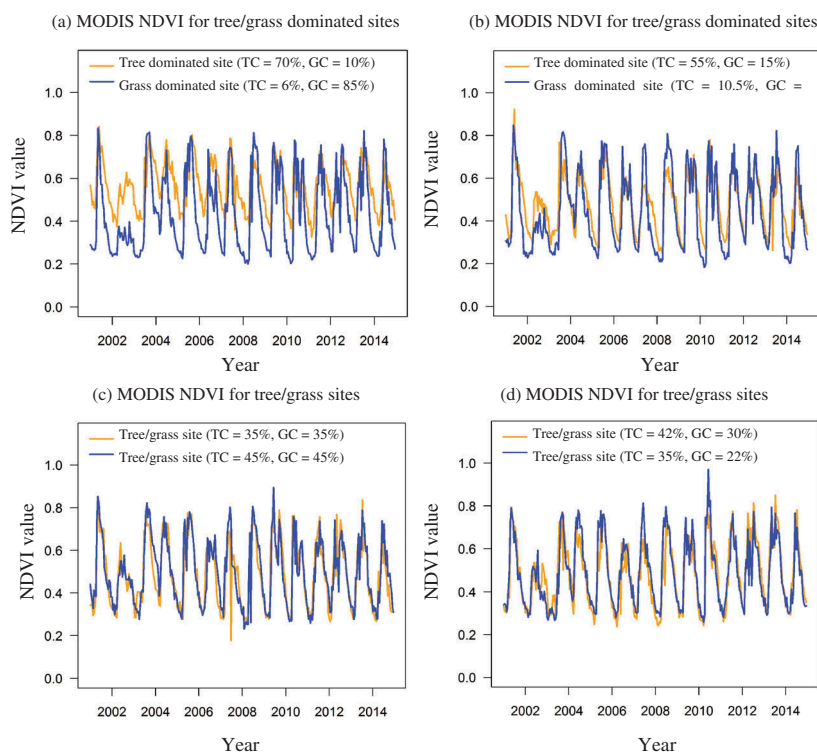 (a) MODIS NDVI for tree/grass dominated sites
Tree dominated site (TC = 70%, GC = 10%)
Grass dominated site (TC = 6%, GC = 85%)
1.0
0.8
0.6
0.4
0.2
0.0
NDVI value
2002 2004 2006 2008 2010 2012 2014
Year
(b) MODIS NDVI for tree/grass dominated sites
Tree dominated site (TC = 55%, GC = 15%)
Grass dominated site (TC = 10.5%, GC =
1.0
0.8
0.6
0.4
0.2
0.0
NDVI value
2002 2004 2006 2008 2010 2012 2014
Year
(c) MODIS NDVI for tree/grass sites
Tree/grass site (TC = 35%, GC = 35%)
Tree/grass site (TC = 45%, GC = 45%)
1.0
0.8
0.6
0.4
0.2
0.0
NDVI value
2002 2004 2006 2008 2010 2012 2014
Year
(d) MODIS NDVI for tree/grass sites
Tree/grass site (TC = 42%, GC = 30%)
Tree/grass site (TC = 35%, GC = 22%)
1.0
0.8
0.6
0.4
0.2
0.0
NDVI value
2002 2004 2006 2008 2010 2012 2014
Year